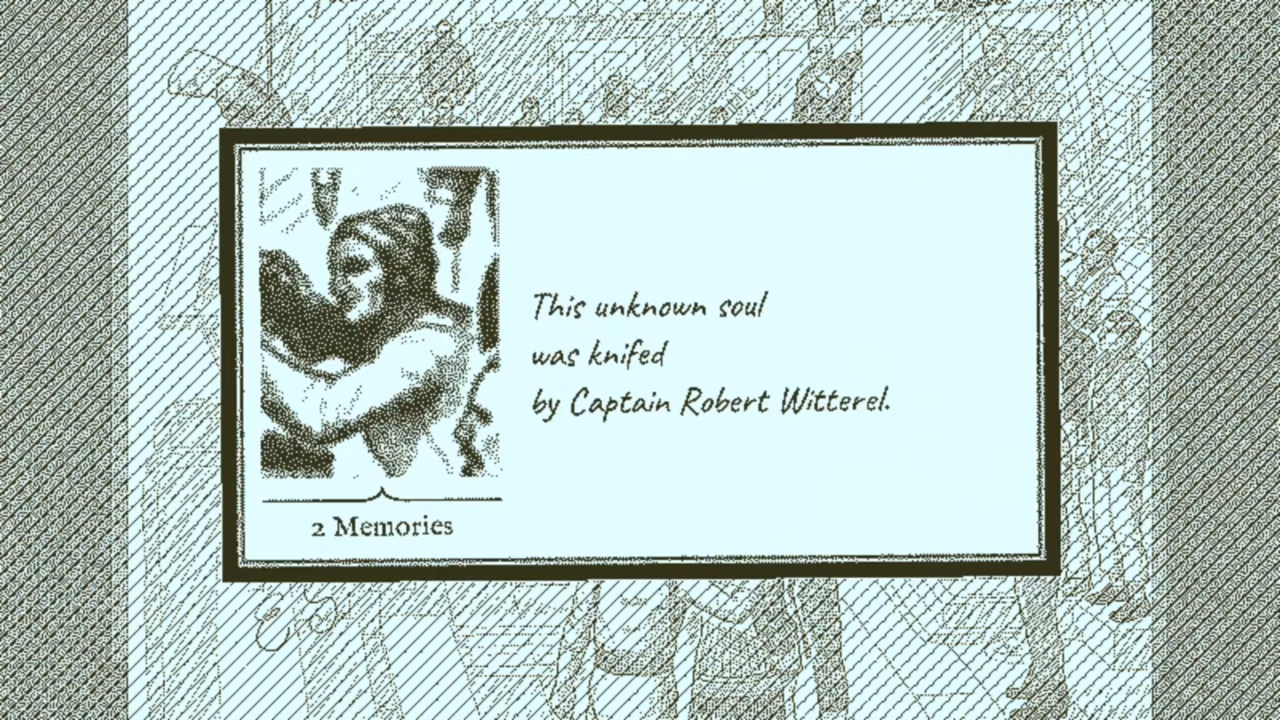 This unknown soul
was knifed
by Captain Robert Witterel.
2 Memories